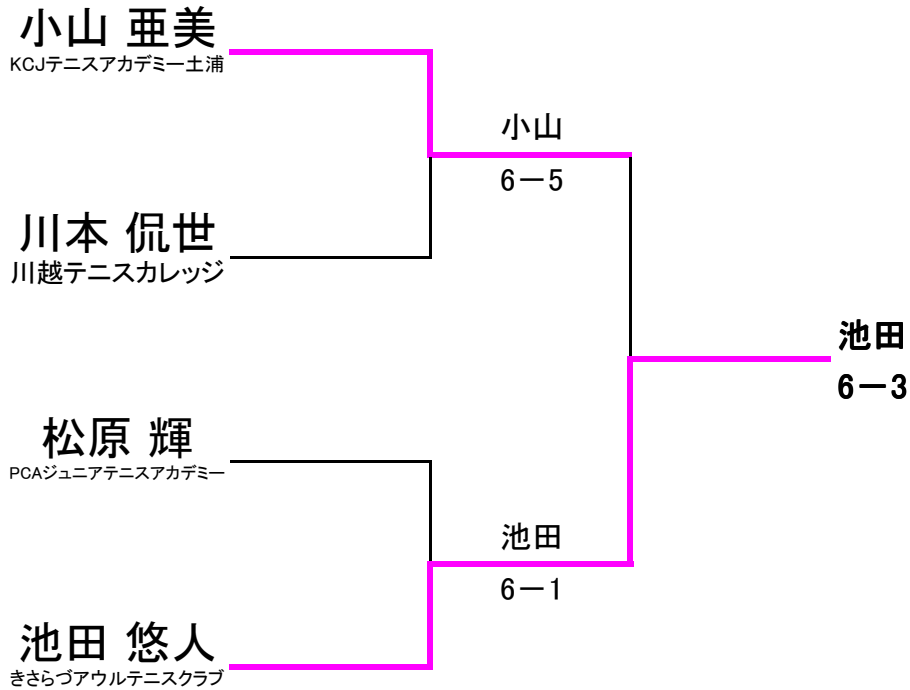 小山 亜美
KCJテニスアカデミー土浦
小山
6－5
川本 侃世
川越テニスカレッジ
池田
6－3
松原 輝
PCAジュニアテニスアカデミー
池田
6－1
池田 悠人
きさらづアウルテニスクラブ